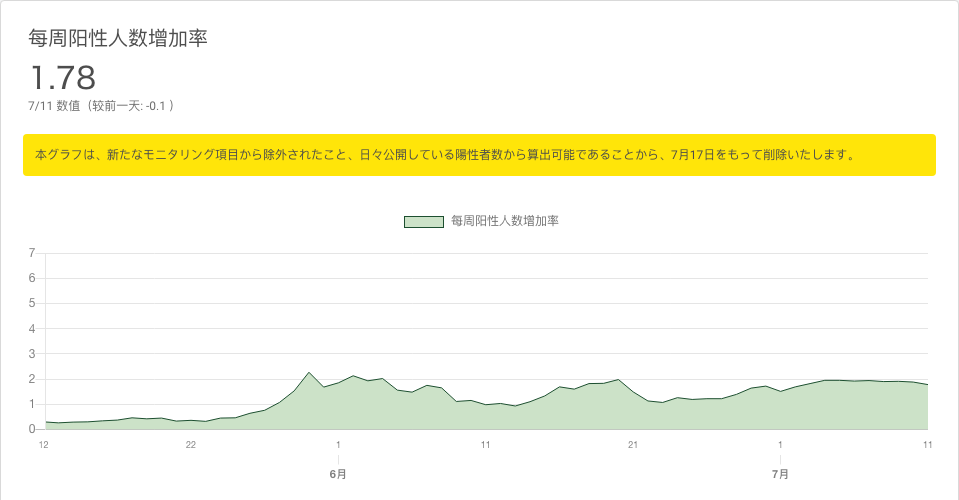 每周阳性人数增加率
1.78
7/11 数值（较前一天: -0.1 ）
本グラフは、新たなモニタリング項目から除外されたこと、日々公開している陽性者数から算出可能であることから、7月17日をもって削除いたします。
每周阳性人数增加率
7
6
5
4
3
2
1
0
12 22 1 11 21 1 11
6月 7月